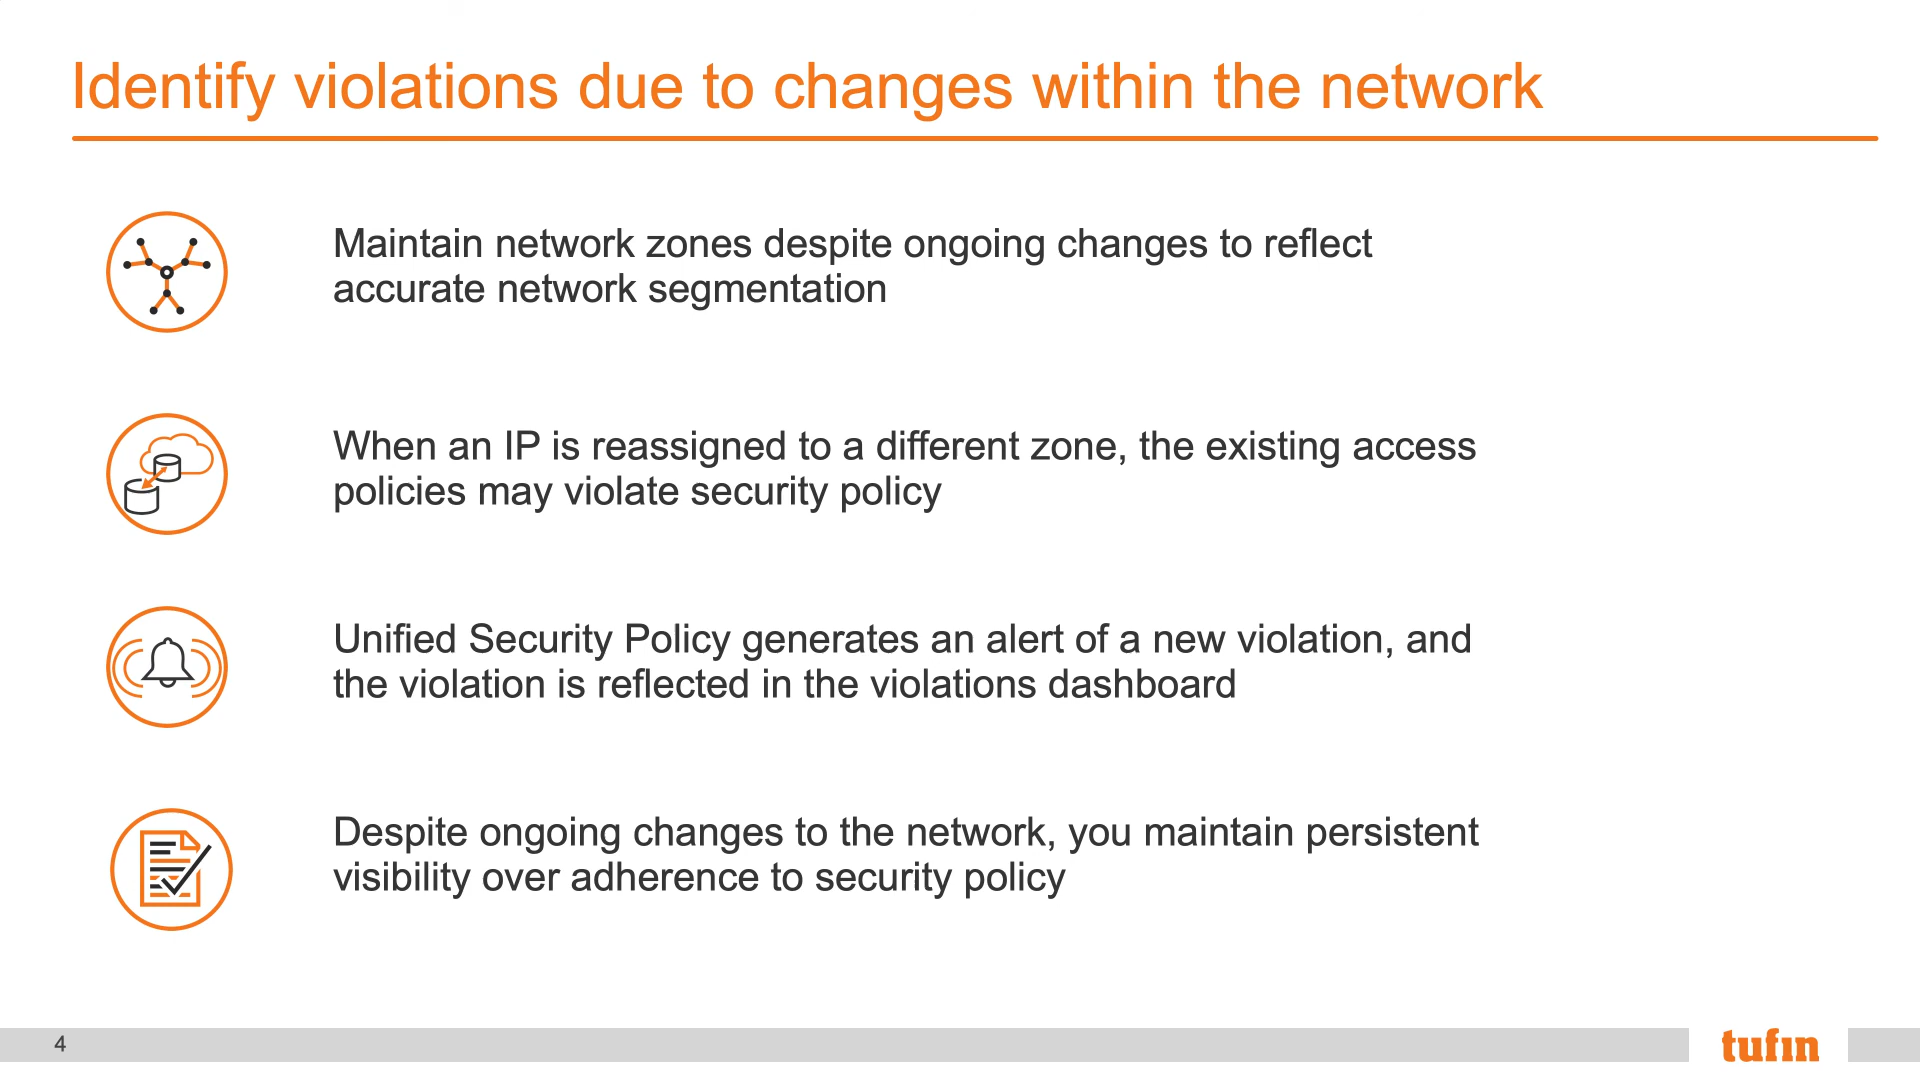 Identify violations due to changes within the network
Maintain network zones despite ongoing changes to reflect
accurate network segmentation
When an IP is reassigned to a different zone, the existing access
policies may violate security policy
Unified Security Policy generates an alert of a new violation, and
the violation is reflected in the violations dashboard
Despite ongoing changes to the network, you maintain persistent
visibility over adherence to security policy
4
tufin